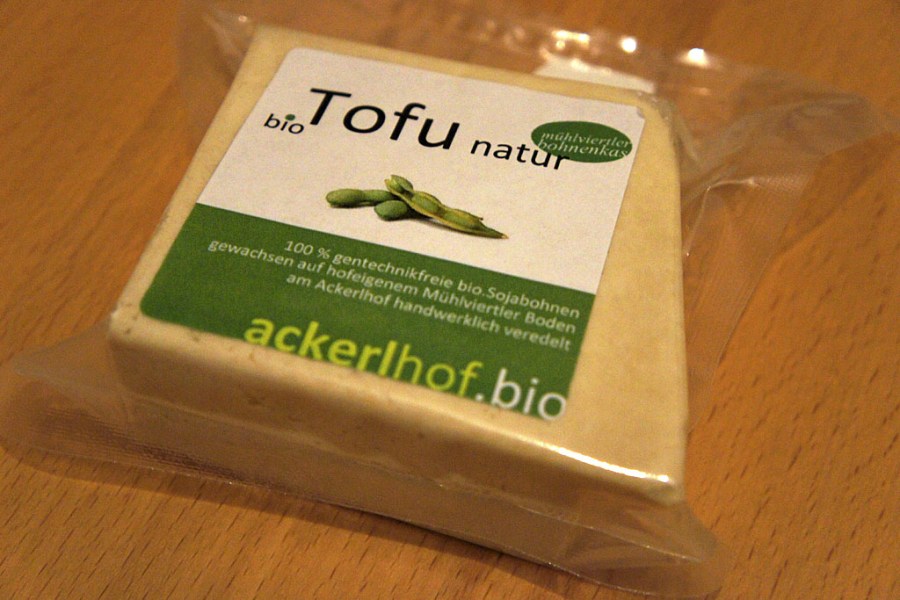 bio Tofu natur
mühlviertler
bohnenkas
100 % gentechnikfreie bio.Sojabohnen
gewachsen auf hofeigenem Mühlviertler Boden
am Ackerlhof handwerklich veredelt
ackerlhof.bio